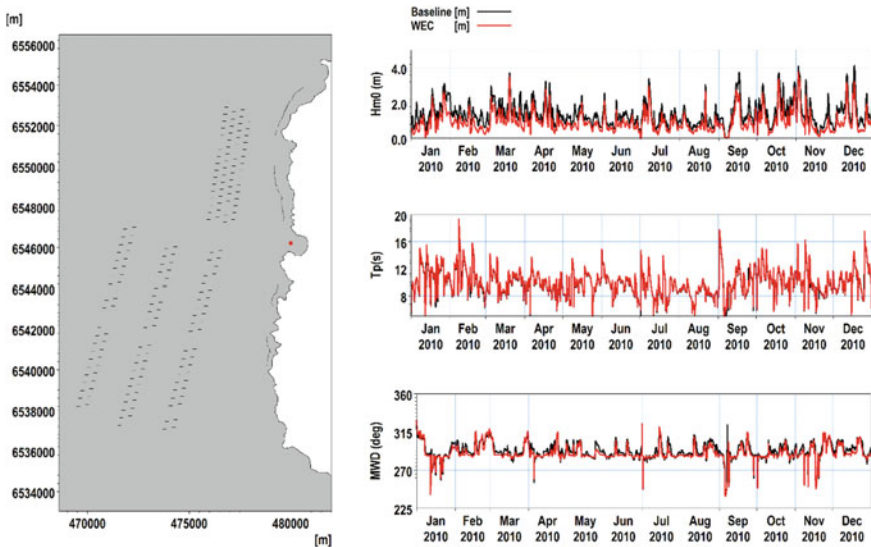 [m]
6556000
6554000
6552000
6550000
6548000
6546000
6544000
6542000
6540000
6538000
6536000
6534000
470000 475000 480000
[m]
Baseline [m]
WEC [m]
Hm0 (m)
4.0
2.0
0.0
Jan Feb Mar Apr May Jun Jul Aug Sep Oct Nov Dec
2010 2010 2010 2010 2010 2010 2010 2010 2010 2010 2010 2010
Tp(s)
20
16
12
8
Jan Feb Mar Apr May Jun Jul Aug Sep Oct Nov Dec
2010 2010 2010 2010 2010 2010 2010 2010 2010 2010 2010 2010
MWD (deg)
360
315
270
225
Jan Feb Mar Apr May Jun Jul Aug Sep Oct Nov Dec
2010 2010 2010 2010 2010 2010 2010 2010 2010 2010 2010 2010